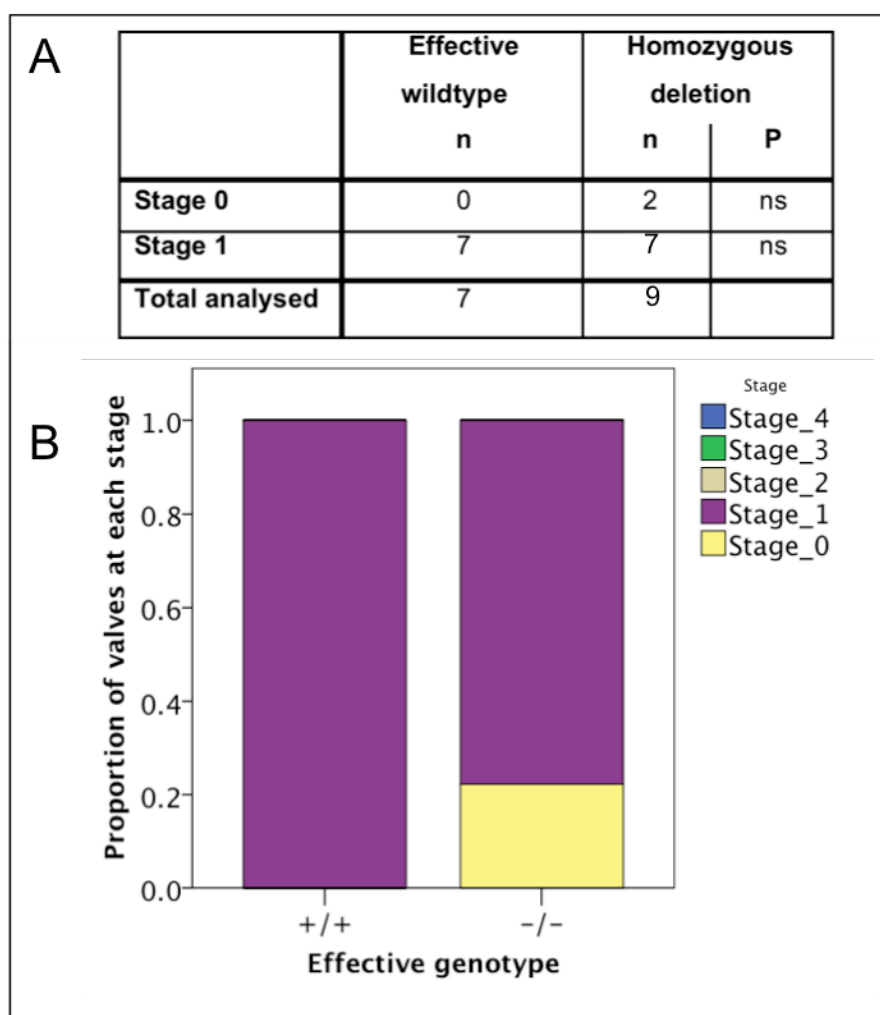 A
Effective wildtype n
Homozygous deletion
n P
Stage 0 0 2 ns
Stage 1 7 7 ns
Total analysed 7 9
B
Proportion of valves at each stage
1.0
0.8
0.6
0.4
0.2
0.0
+/+ -/-
Effective genotype
Stage
Stage_4
Stage_3
Stage_2
Stage_1
Stage_0